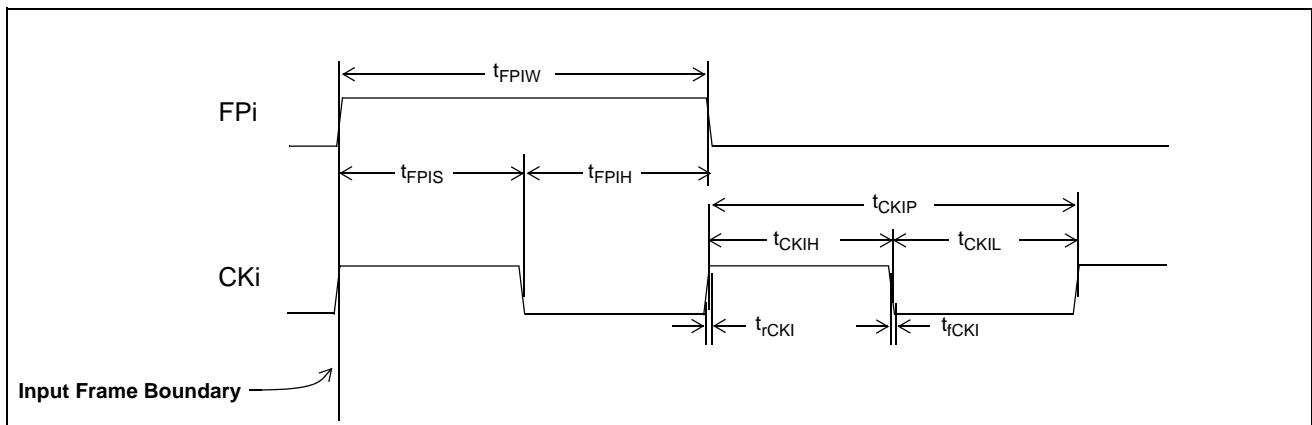 tFPIW
FPi
tFPIS
tFPIH
tCKIP
tCKIH
tCKIL
CKi
trCKI
tfCKI
Input Frame Boundary